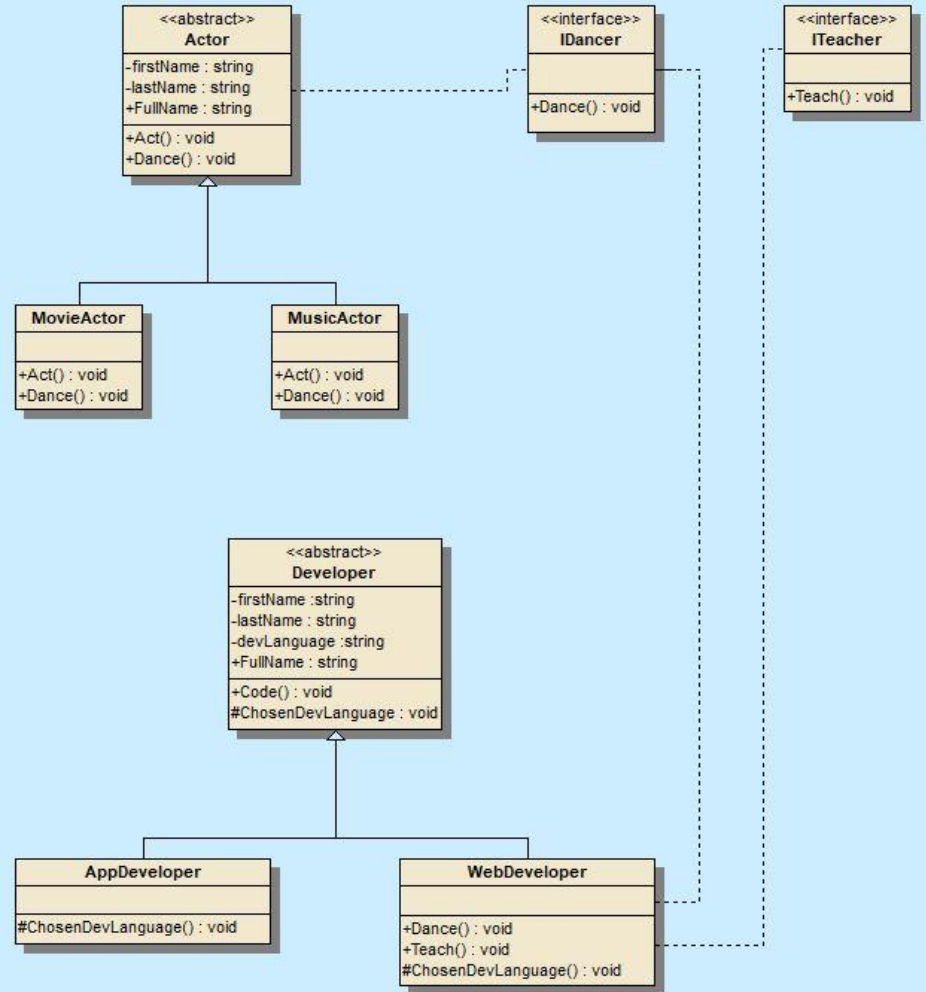 <<abstract>>
Actor
-firstName : string
-lastName : string
+FullName : string
+Act() : void
+Dance() : void
<<interface>>
IDancer
+Dance() : void
<<interface>>
ITeacher
+Teach() : void
MovieActor
+Act() : void
+Dance() : void
MusicActor
+Act() : void
+Dance() : void
<<abstract>>
Developer
-firstName :string
-lastName : string
-devLanguage :string
+FullName : string
+Code() : void
#ChosenDevLanguage : void
AppDeveloper
#ChosenDevLanguage() : void
WebDeveloper
+Dance() : void
+Teach() : void
#ChosenDevLanguage() : void